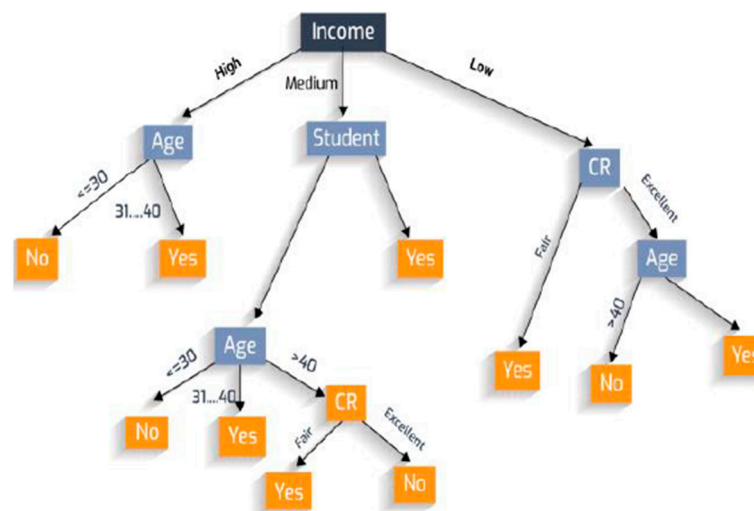 Income
High
Medium
Low
Age
Student
CR
<=30
31....40
Fair
Excellent
No
Yes
Yes
Age
>40
Yes
No
Yes
Age
<=30
31....40
>40
No
Yes
CR
Fair
Excellent
Yes
No